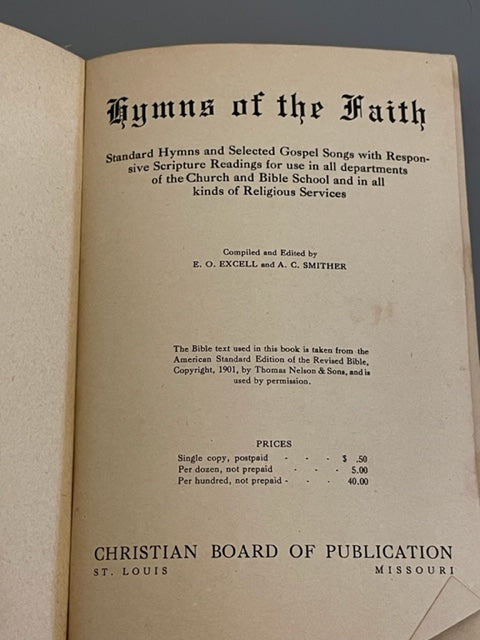 Hymns of the Faith
Standard Hymns and Selected Gospel Songs with Respon-
sive Scripture Readings for use in all departments
of the Church and Bible School and in all
kinds of Religious Services
Compiled and Edited by
E. O. EXCELL and A. C. SMITHER
The Bible text used in this book is taken from the
American Standard Edition of the Revised Bible,
Copyright, 1901, by Thomas Nelson & Sons, and is
used by permission.
PRICES
Single copy, postpaid - - - $ .50
Per dozen, not prepaid - - - 5.00
Per hundred, not prepaid - - - 40.00
CHRISTIAN BOARD OF PUBLICATION
ST. LOUIS MISSOURI